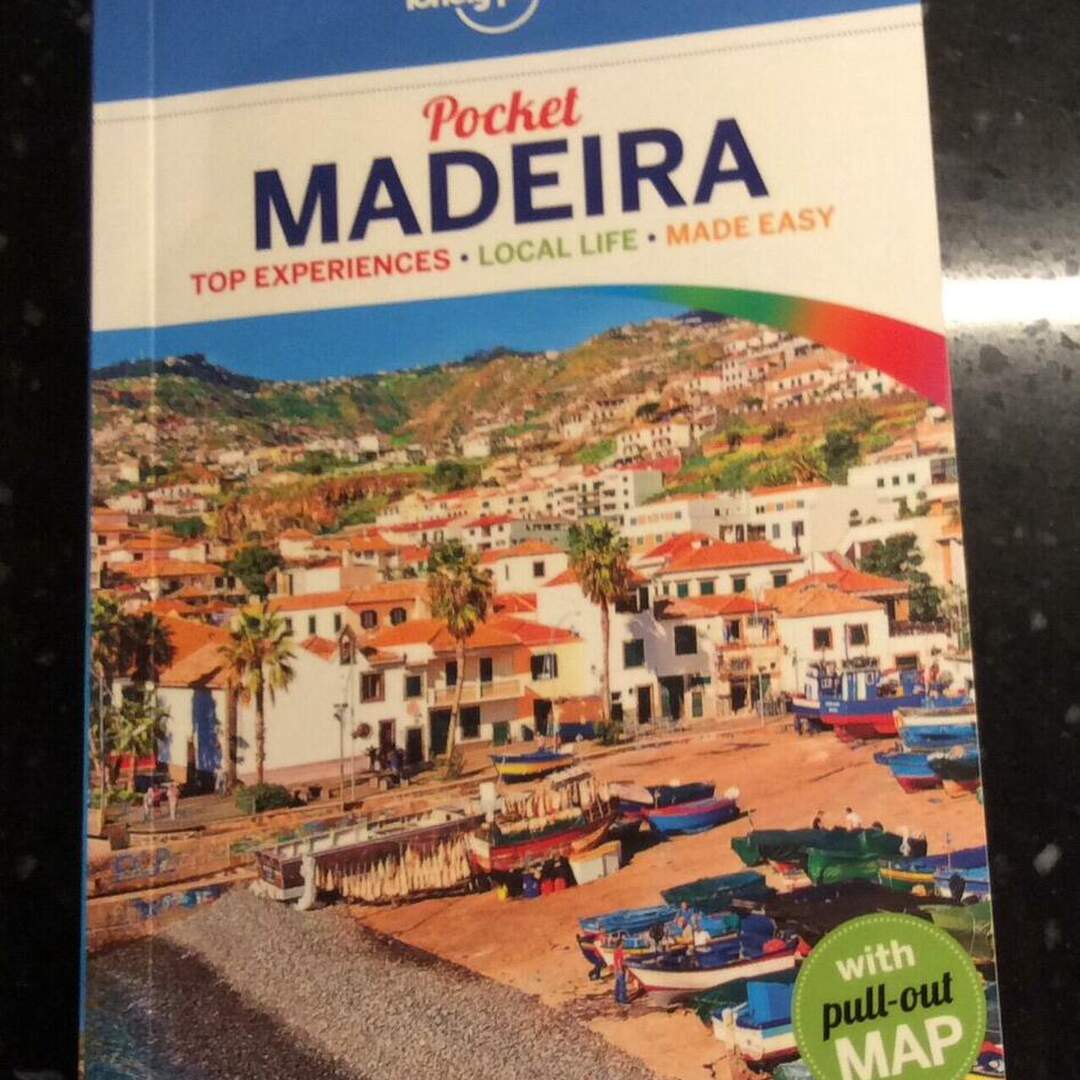 Pocket
MADEIRA
TOP EXPERIENCES • LOCAL LIFE • MADE EASY
with
pull-out
MAP